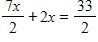 7x/2 + 2x = 33/2